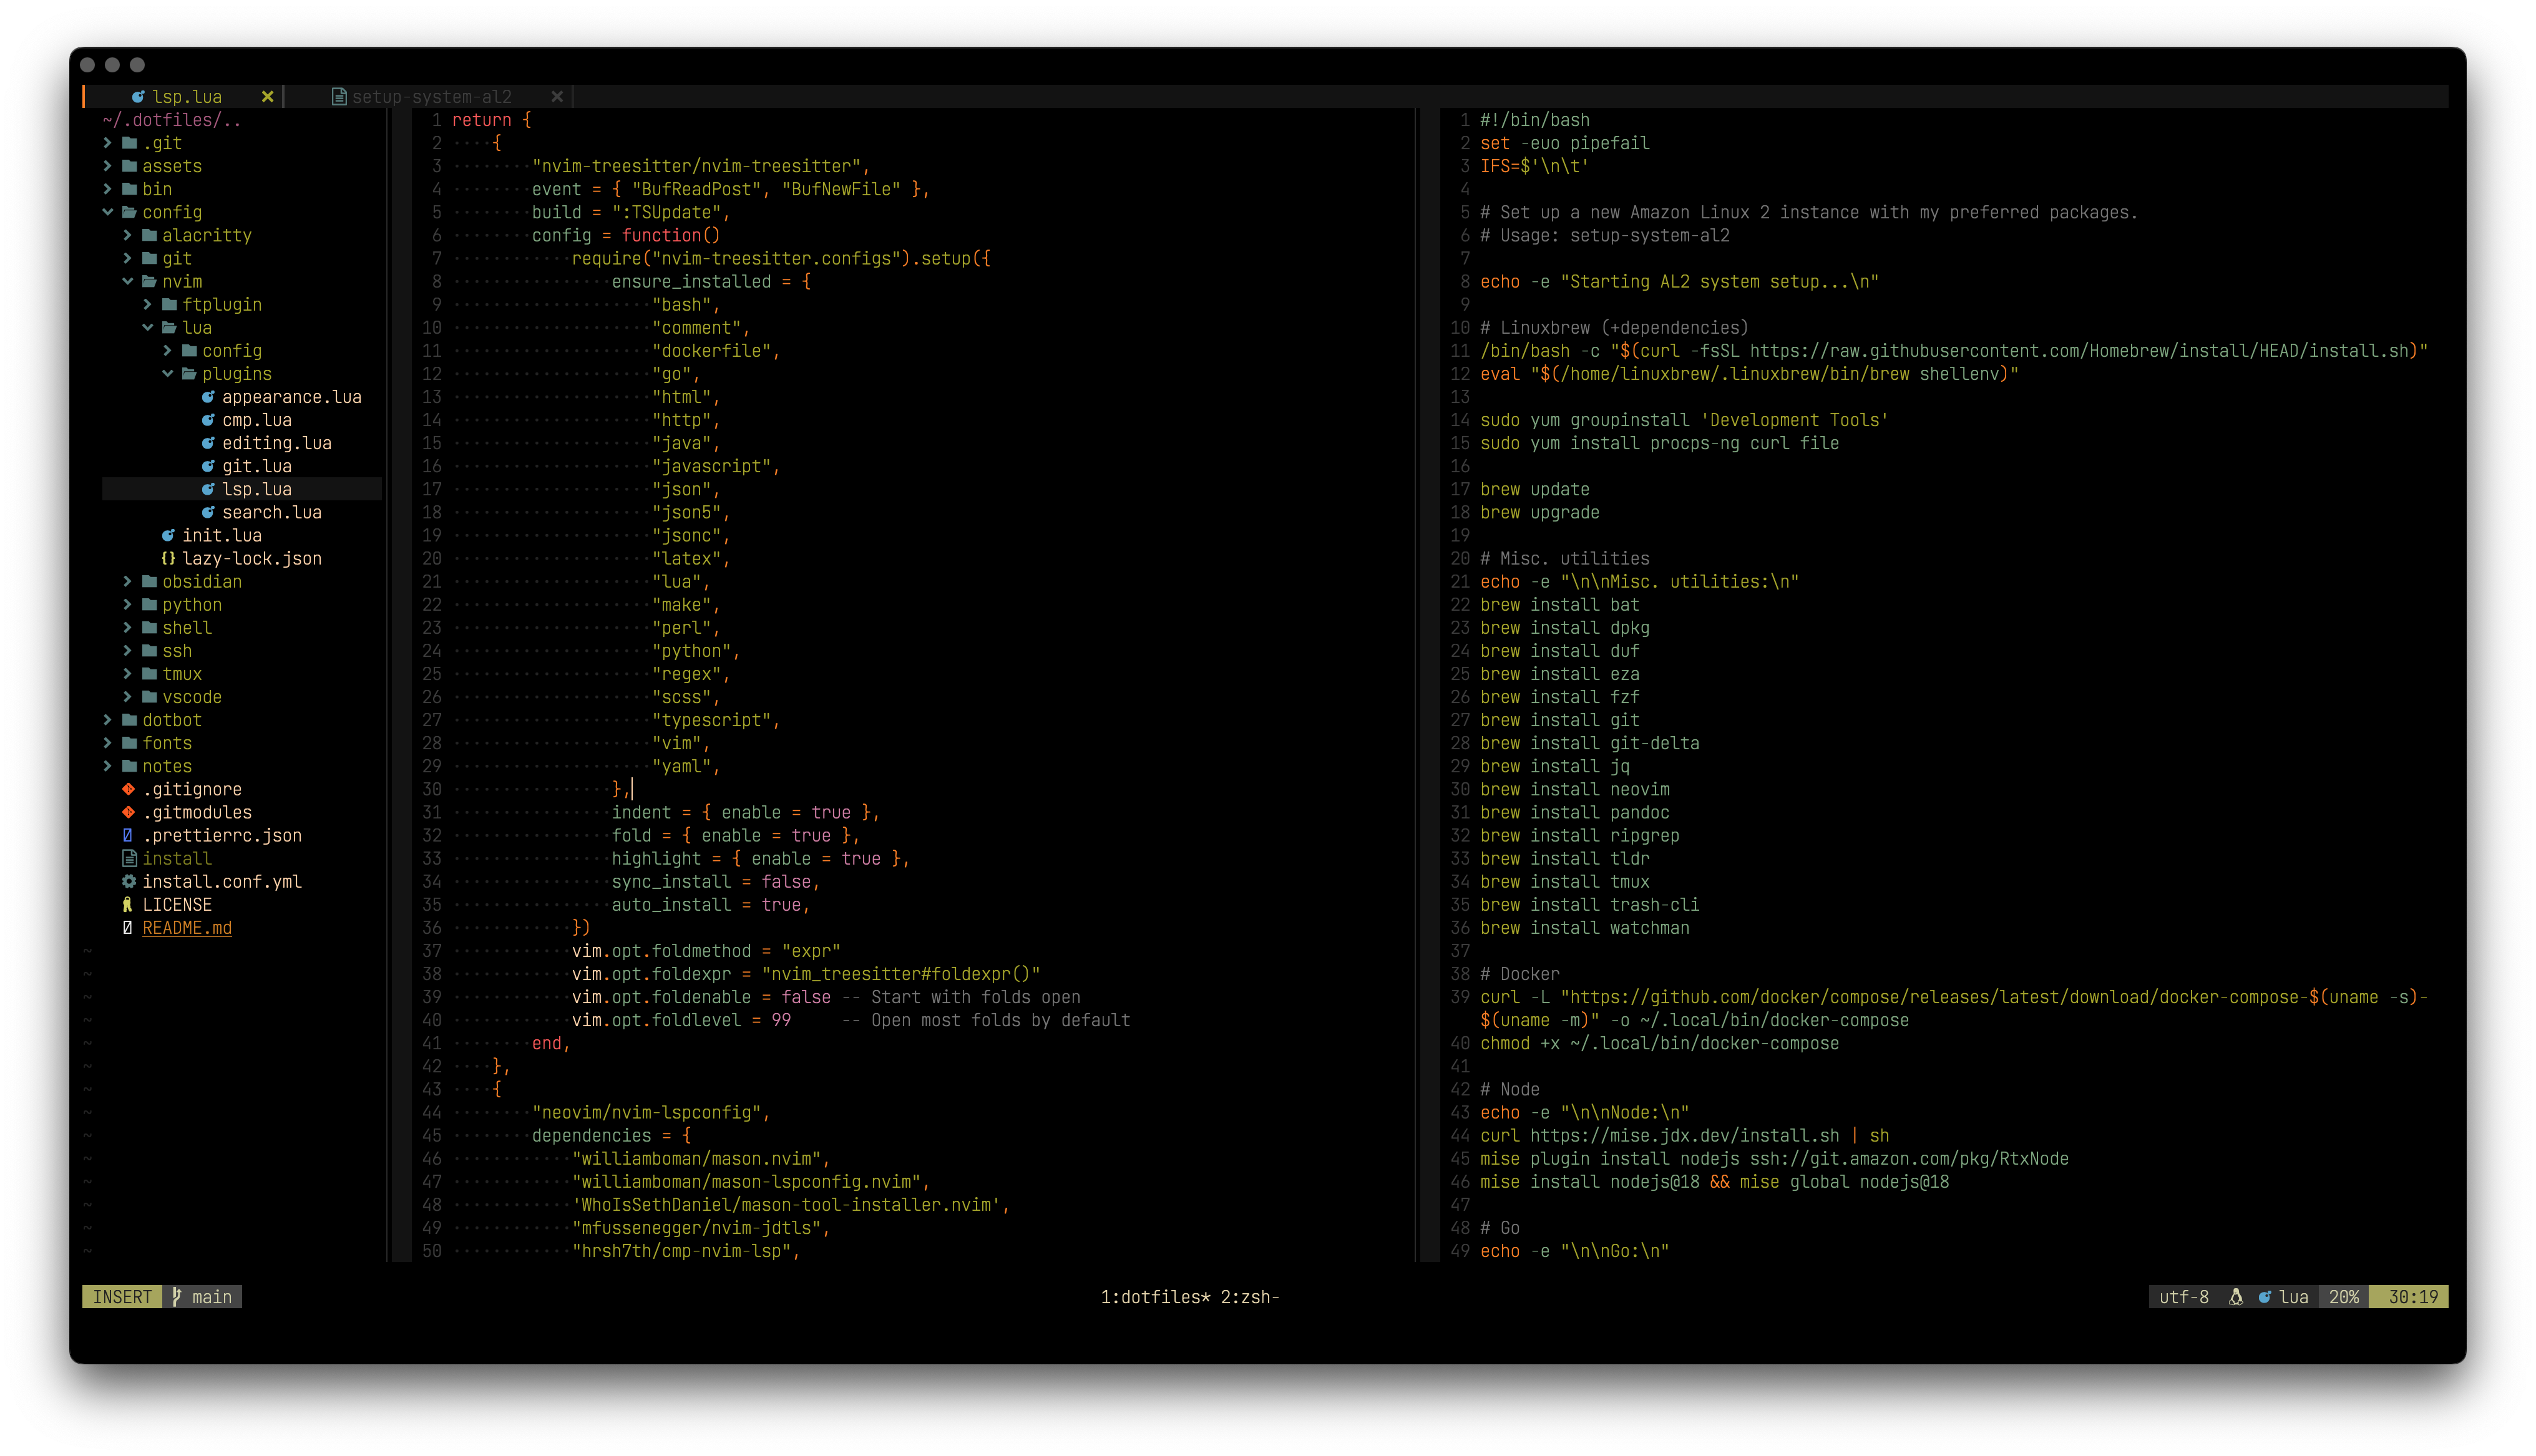 lsp.lua
setup-system-al2
~/.dotfiles/..
.git
assets
bin
config
alacritty
git
nvim
ftplugin
lua
config
plugins
appearance.lua
cmp.lua
editing.lua
git.lua
lsp.lua
search.lua
init.lua
lazy-lock.json
obsidian
python
shell
ssh
tmux
vscode
dotbot
fonts
notes
.gitignore
.gitmodules
.prettierrc.json
install
install.conf.yml
LICENSE
README.md
1 return {
2 ····{
3 ········"nvim-treesitter/nvim-treesitter",
4 ········event = { "BufReadPost", "BufNewFile" },
5 ········build = ":TSUpdate",
6 ········config = function()
7 ············require("nvim-treesitter.configs").setup({
8 ················ensure_installed = {
9 ····················"bash",
10 ····················"comment",
11 ····················"dockerfile",
12 ····················"go",
13 ····················"html",
14 ····················"http",
15 ····················"java",
16 ····················"javascript",
17 ····················"json",
18 ····················"json5",
19 ····················"jsonc",
20 ····················"latex",
21 ····················"lua",
22 ····················"make",
23 ····················"perl",
24 ····················"python",
25 ····················"regex",
26 ····················"scss",
27 ····················"typescript",
28 ····················"vim",
29 ····················"yaml",
30 ················},
31 ················indent = { enable = true },
32 ················fold = { enable = true },
33 ················highlight = { enable = true },
34 ················sync_install = false,
35 ················auto_install = true,
36 ············})
37 ············vim.opt.foldmethod = "expr"
38 ············vim.opt.foldexpr = "nvim_treesitter#foldexpr()"
39 ············vim.opt.foldenable = false -- Start with folds open
40 ············vim.opt.foldlevel = 99     -- Open most folds by default
41 ········end,
42 ····},
43 ····{
44 ········"neovim/nvim-lspconfig",
45 ········dependencies = {
46 ············"williamboman/mason.nvim",
47 ············"williamboman/mason-lspconfig.nvim",
48 ············'WhoIsSethDaniel/mason-tool-installer.nvim',
49 ············"mfussenegger/nvim-jdtls",
50 ············"hrsh7th/cmp-nvim-lsp",
1 #!/bin/bash
2 set -euo pipefail
3 IFS=$'\n\t'
4
5 # Set up a new Amazon Linux 2 instance with my preferred packages.
6 # Usage: setup-system-al2
7
8 echo -e "Starting AL2 system setup...\n"
9
10 # Linuxbrew (+dependencies)
11 /bin/bash -c "$(curl -fsSL https://raw.githubusercontent.com/Homebrew/install/HEAD/install.sh)"
12 eval "$(/home/linuxbrew/.linuxbrew/bin/brew shellenv)"
13
14 sudo yum groupinstall 'Development Tools'
15 sudo yum install procps-ng curl file
16
17 brew update
18 brew upgrade
19
20 # Misc. utilities
21 echo -e "\n\nMisc. utilities:\n"
22 brew install bat
23 brew install dpkg
24 brew install duf
25 brew install eza
26 brew install fzf
27 brew install git
28 brew install git-delta
29 brew install jq
30 brew install neovim
31 brew install pandoc
32 brew install ripgrep
33 brew install tldr
34 brew install tmux
35 brew install trash-cli
36 brew install watchman
37
38 # Docker
39 curl -L "https://github.com/docker/compose/releases/latest/download/docker-compose-$(uname -s)-
$(uname -m)" -o ~/.local/bin/docker-compose
40 chmod +x ~/.local/bin/docker-compose
41
42 # Node
43 echo -e "\n\nNode:\n"
44 curl https://mise.jdx.dev/install.sh | sh
45 mise plugin install nodejs ssh://git.amazon.com/pkg/RtxNode
46 mise install nodejs@18 && mise global nodejs@18
47
48 # Go
49 echo -e "\n\nGo:\n"
INSERT main
1:dotfiles* 2:zsh-
utf-8 lua 20% 30:19